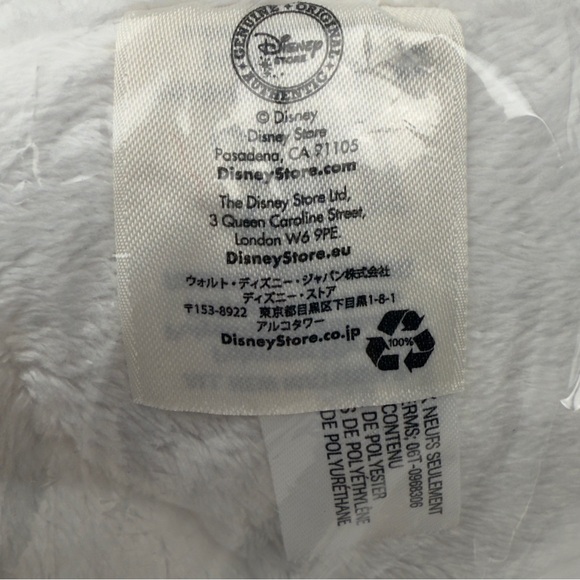 GENUINE • ORIGINAL
Disney
STORE
AUTHENTIC
© Disney
Disney Store
Pasadena, CA 91105
DisneyStore.com
The Disney Store Ltd,
3 Queen Caroline Street,
London W6 9PE.
DisneyStore.eu
ウォルト・ディズニー・ジャパン株式会社
ディズニー・ストア
〒153-8922 東京都目黒区下目黒1-8-1
アルコタワー
DisneyStore.co.jp
100%
NEUFS SEULEMENT
ERMS; 06T-0968306
CONTENU
DE POLYESTER
DE POLYETHYLÈNE
DE POLYURÉTHANE